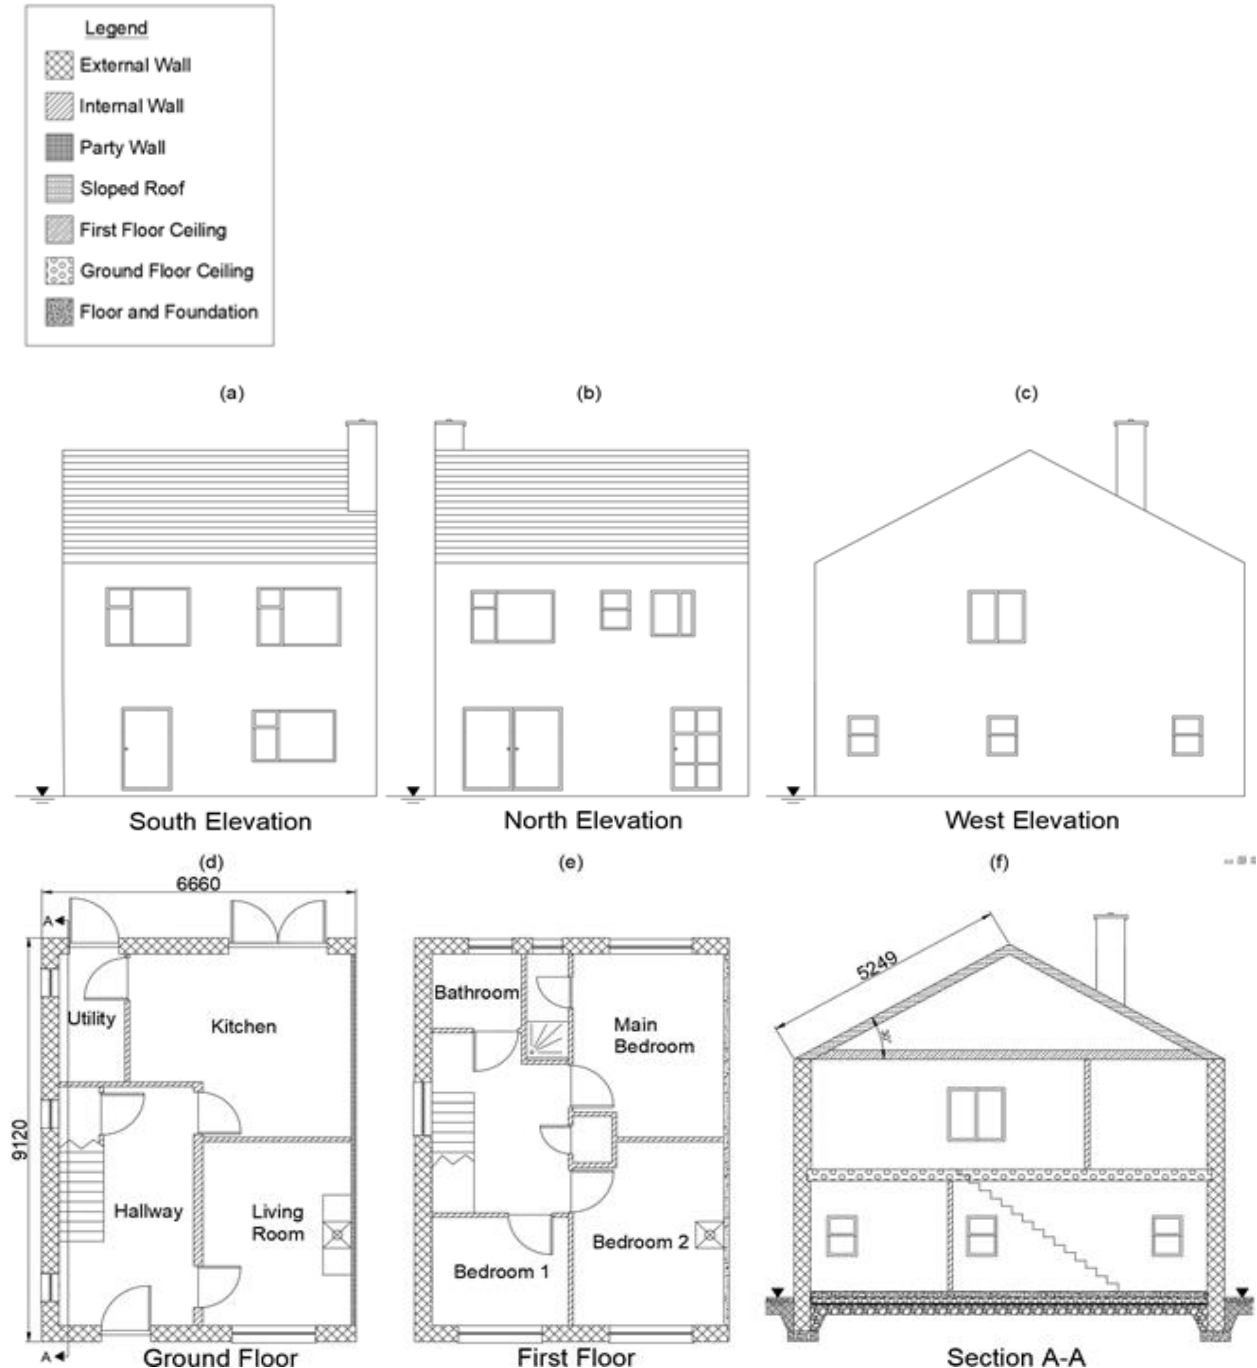 Legend
External Wall
Internal Wall
Party Wall
Sloped Roof
First Floor Ceiling
Ground Floor Ceiling
Floor and Foundation
(a)
(b)
(c)
South Elevation
North Elevation
West Elevation
(d)
(e)
(f)
6660
A
5249
30°
9120
Utility
Kitchen
Hallway
Living
Room
A
Bathroom
Main
Bedroom
Bedroom 1
Bedroom 2
Ground Floor
First Floor
Section A-A